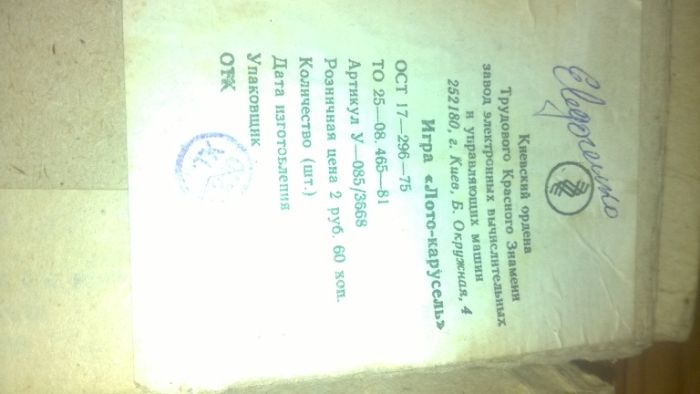 Киевский ордена
Трудового Красного Знамени
завод электронных вычислительных
и управляющих машин
252180, г. Киев, Б. Окружная, 4
Игра «Лото-карусель»
ОСТ 17—296—75
ТО 25—08. 465—81
Артикул У—085/3668
Розничная цена 2 руб. 60 коп.
Количество (шт.)
Дата изготовления
Упаковщик
ОТК